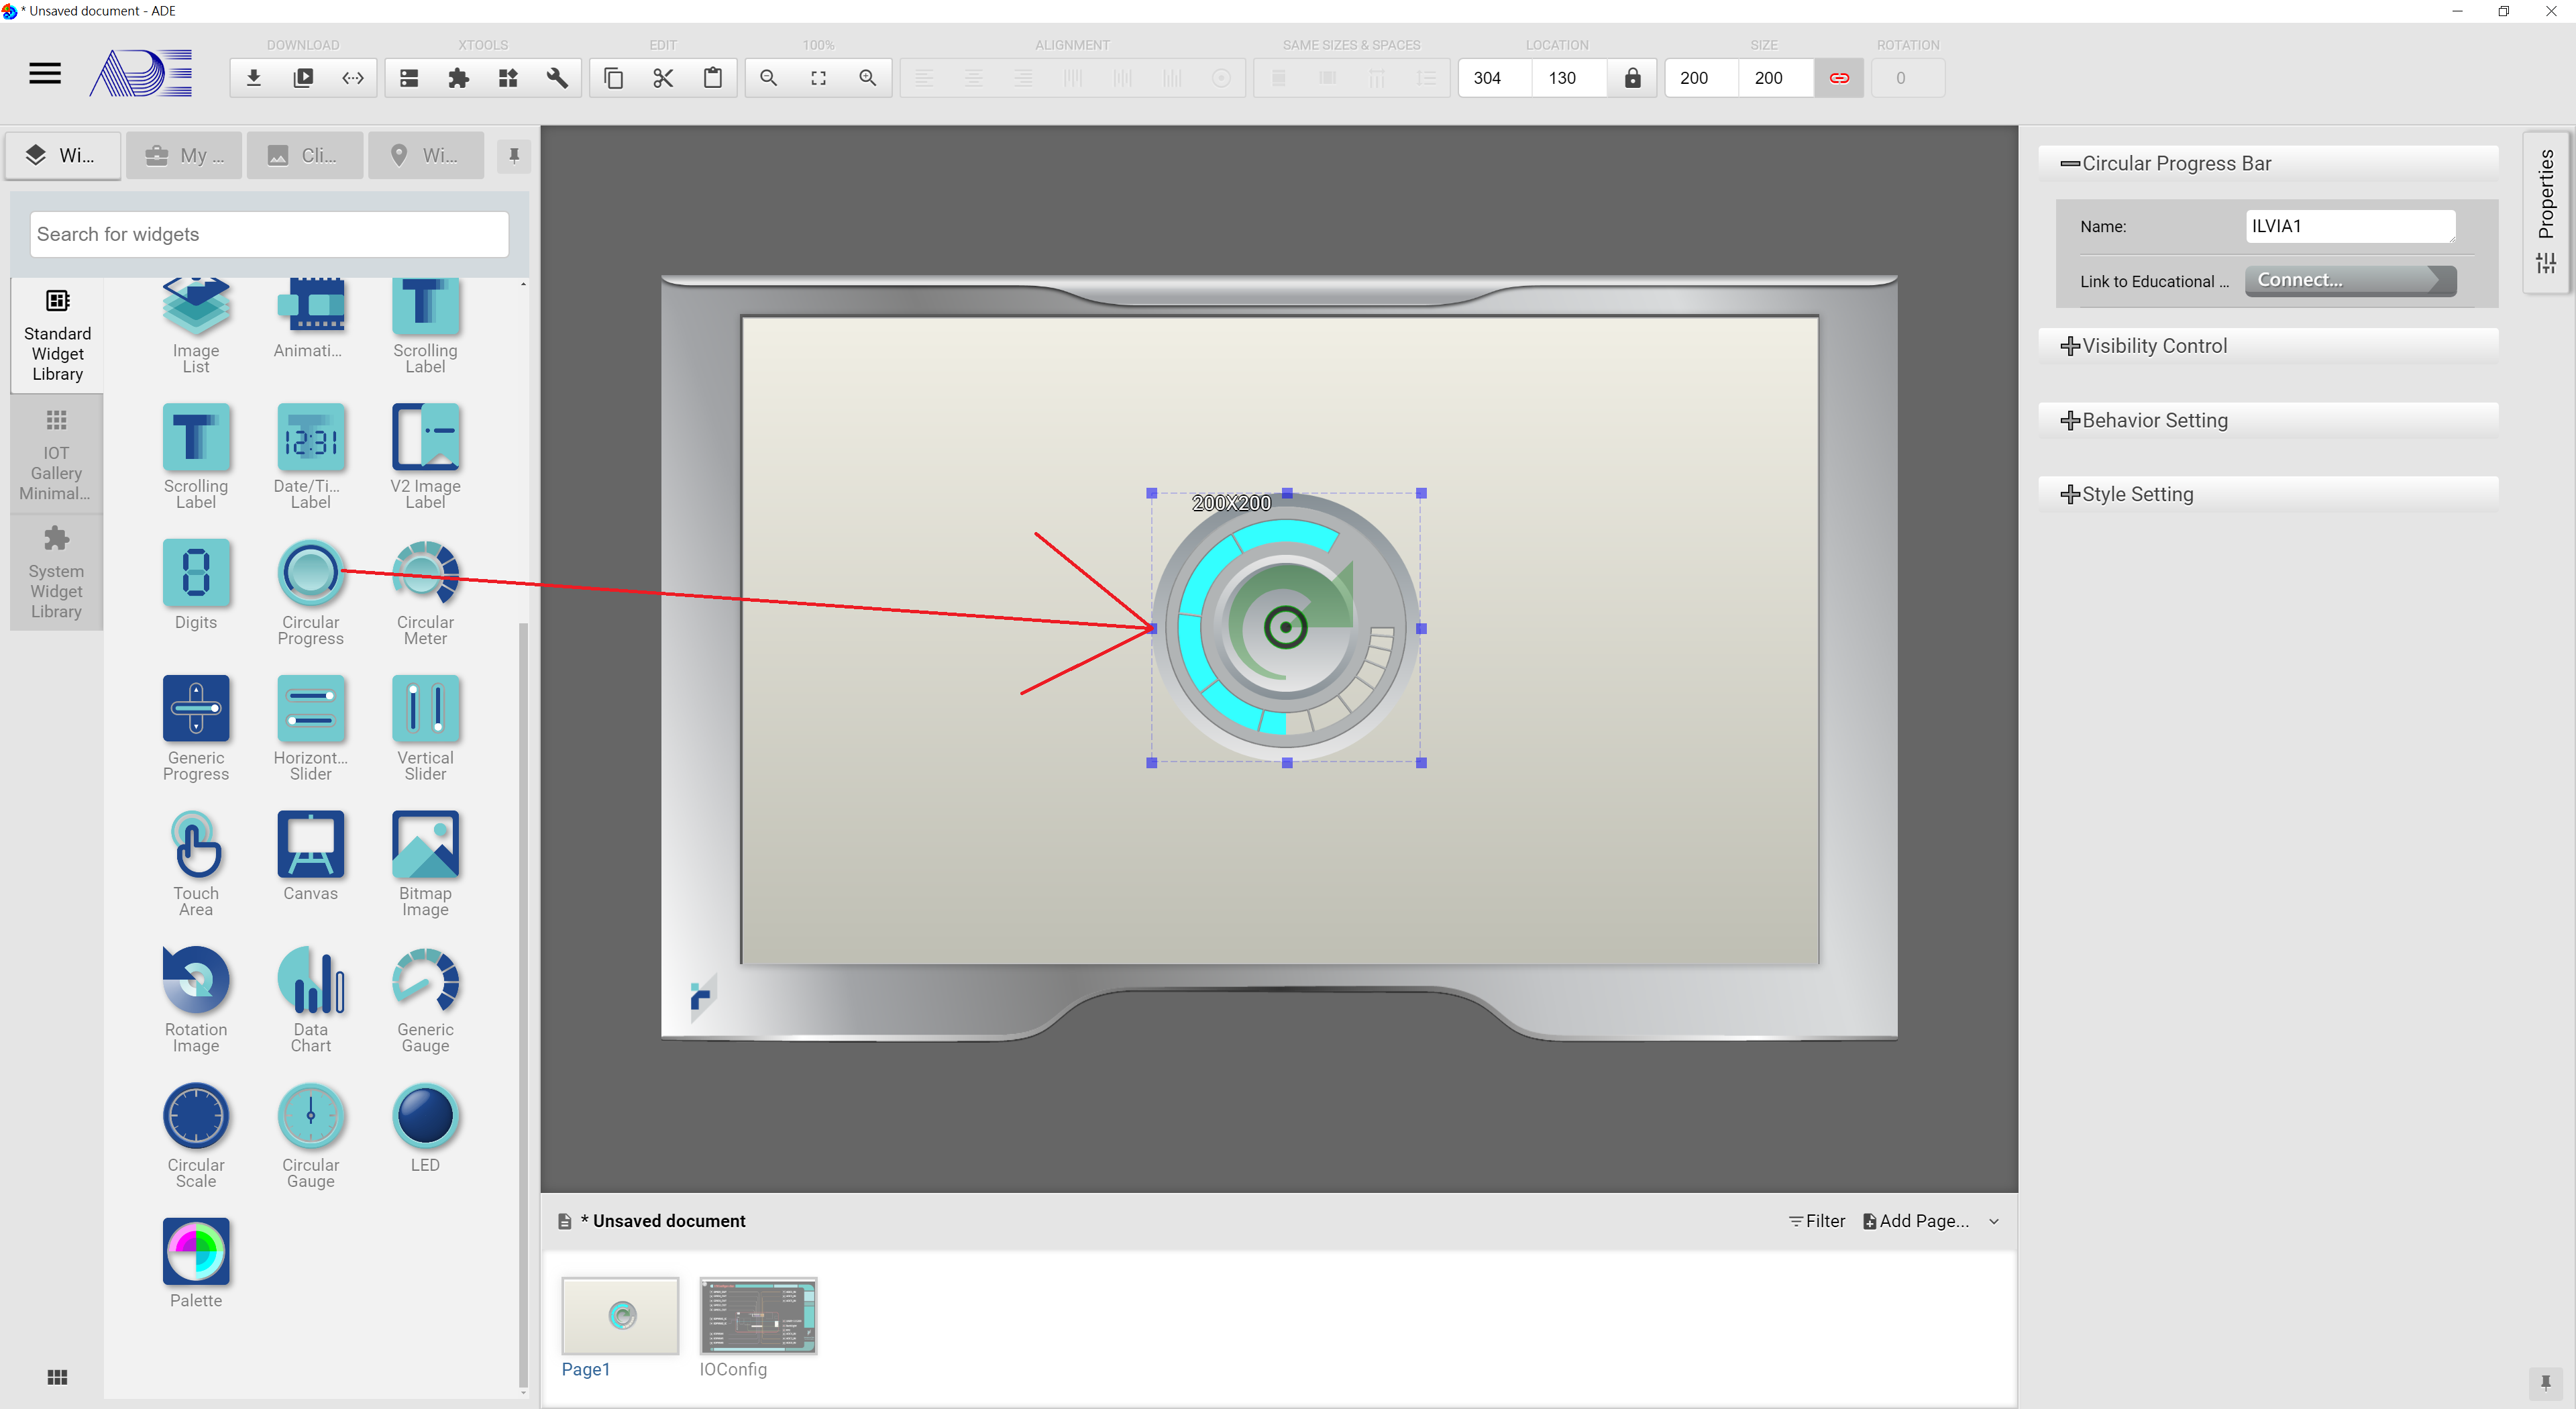 * Unsaved document - ADE
DOWNLOAD
XTOOLS
EDIT
100%
ALIGNMENT
SAME SIZES & SPACES
LOCATION
SIZE
ROTATION
ADE
304
130
200
200
0
Wi...
My ...
Cli...
Wi...
Search for widgets
Standard
Widget
Library
IOT
Gallery
Minimal...
System
Widget
Library
Image
List
Animati...
Scrolling
Label
Scrolling
Label
12:31
Date/Ti...
Label
V2 Image
Label
Digits
Circular
Progress
Circular
Meter
Generic
Progress
Horizont...
Slider
Vertical
Slider
Touch
Area
Canvas
Bitmap
Image
Rotation
Image
Data
Chart
Generic
Gauge
Circular
Scale
Circular
Gauge
LED
Palette
200X200
Circular Progress Bar
Name:
ILVIA1
Link to Educational ...
Connect...
Visibility Control
Behavior Setting
Style Setting
Properties
* Unsaved document
Filter
Add Page...
Page1
IOConfig